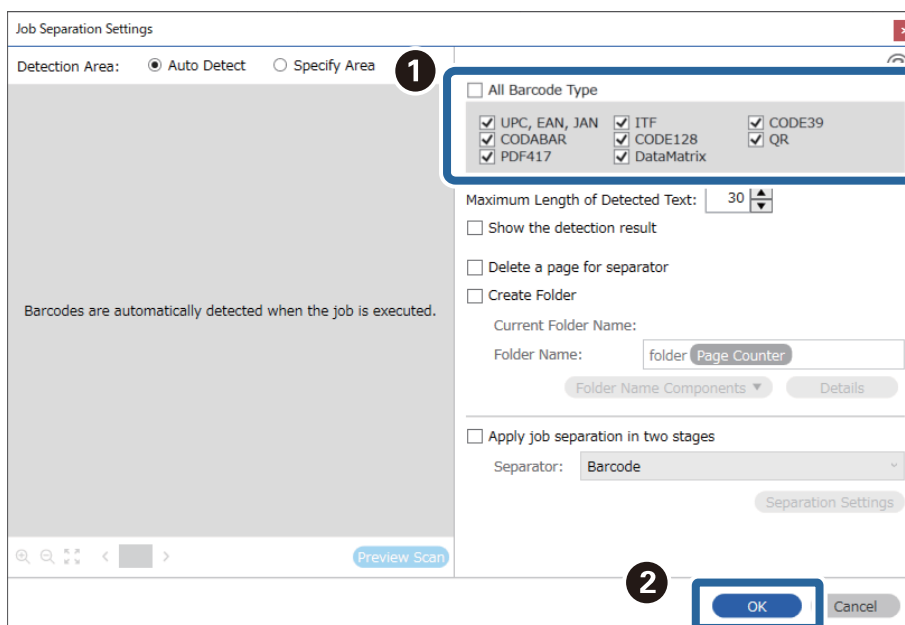 Job Separation Settings
Detection Area: Auto Detect Specify Area
1
All Barcode Type
UPC, EAN, JAN ITF CODE39
CODABAR CODE128 QR
PDF417 DataMatrix
Maximum Length of Detected Text: 30
Show the detection result
Delete a page for separator
Create Folder
Barcodes are automatically detected when the job is executed.
Current Folder Name:
Folder Name: folder Page Counter
Folder Name Components Details
Apply job separation in two stages
Separator: Barcode
Separation Settings
Preview Scan
2
OK Cancel